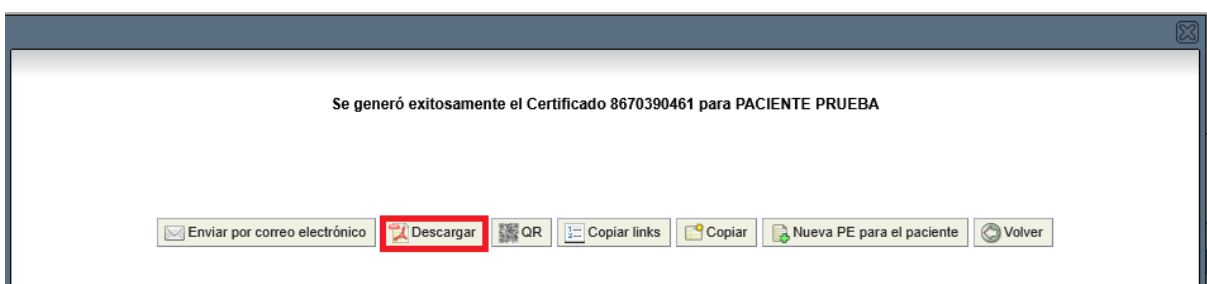 Se generó exitosamente el Certificado 8670390461 para PACIENTE PRUEBA
Enviar por correo electrónico Descargar QR Copiar links Copiar Nueva PE para el paciente Volver